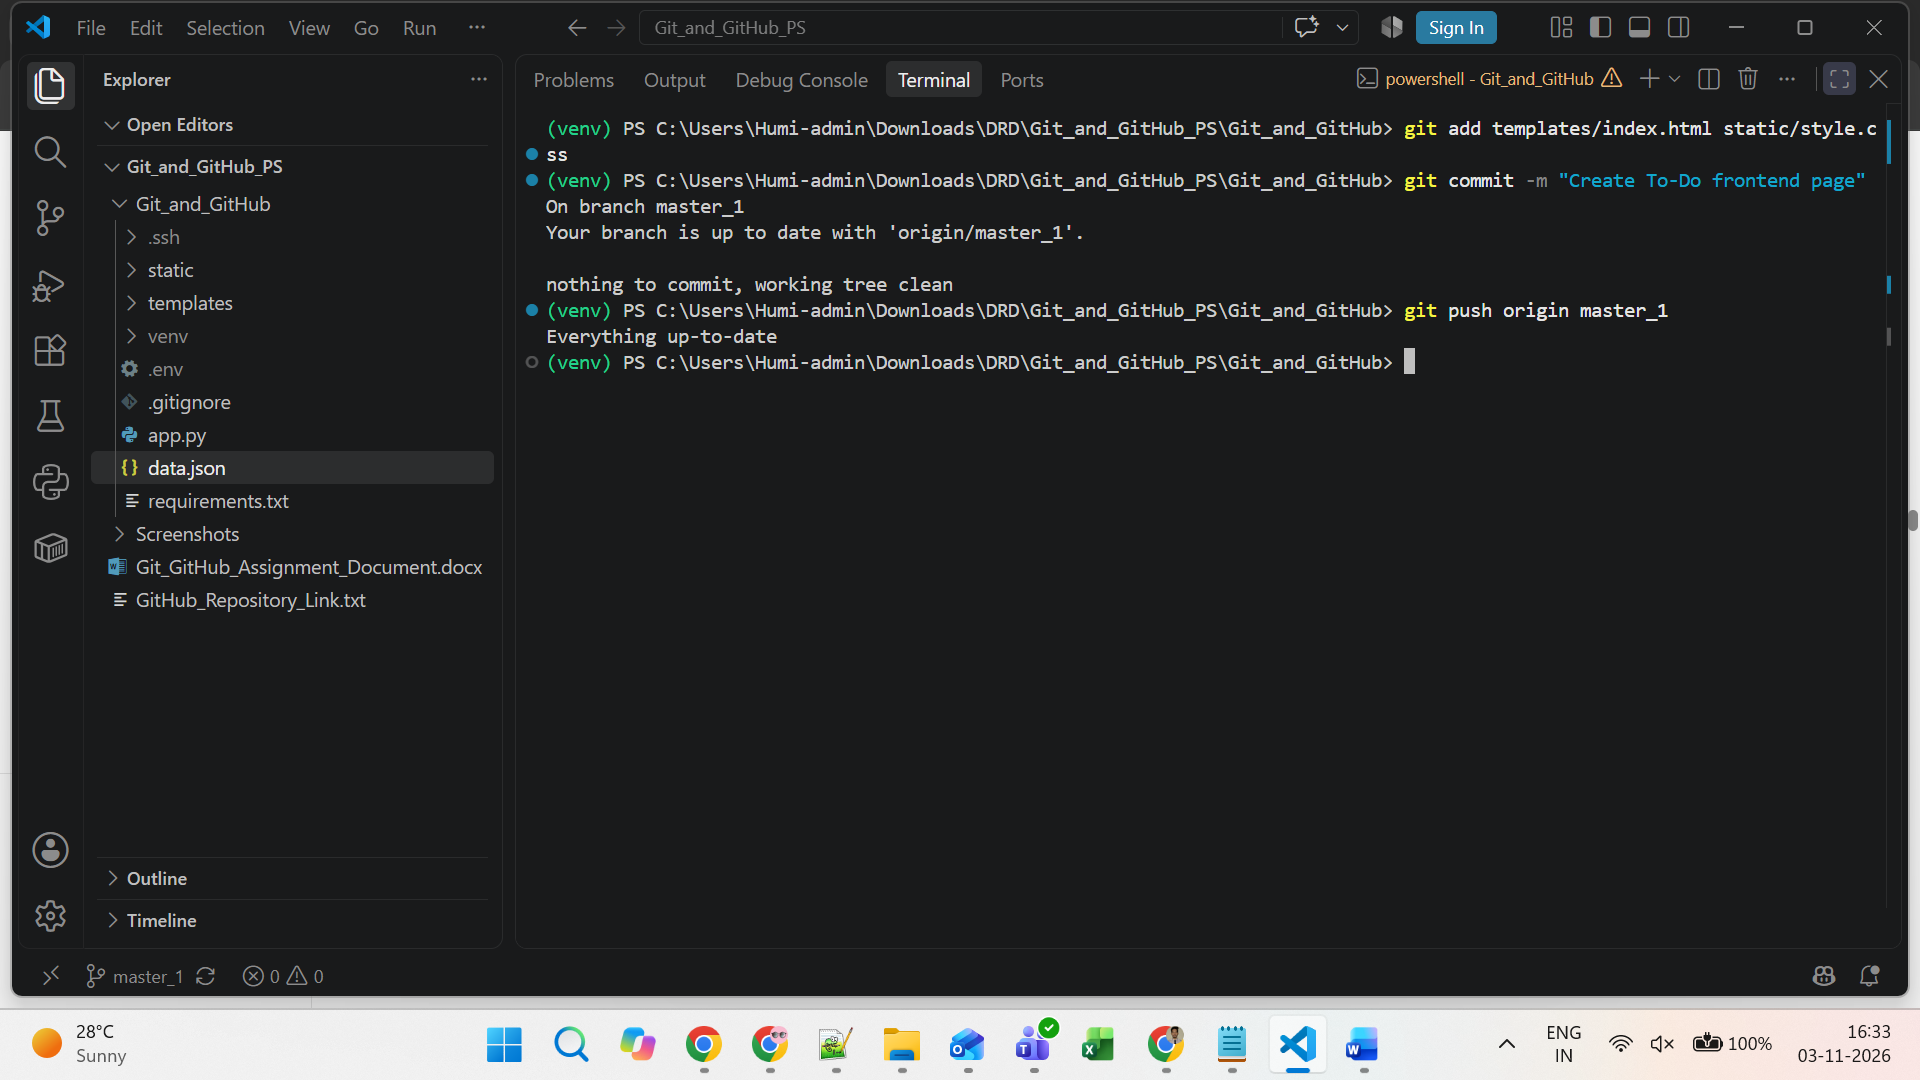 File Edit Selection View Go Run ···
Git_and_GitHub_PS
Sign In
Explorer
Open Editors
Git_and_GitHub_PS
Git_and_GitHub
.ssh
static
templates
venv
.env
.gitignore
app.py
data.json
requirements.txt
Screenshots
Git_GitHub_Assignment_Document.docx
GitHub_Repository_Link.txt
Outline
Timeline
Problems Output Debug Console Terminal Ports
powershell - Git_and_GitHub
(venv) PS C:\Users\Humi-admin\Downloads\DRD\Git_and_GitHub_PS\Git_and_GitHub> git add templates/index.html static/style.c
ss
(venv) PS C:\Users\Humi-admin\Downloads\DRD\Git_and_GitHub_PS\Git_and_GitHub> git commit -m "Create To-Do frontend page"
On branch master_1
Your branch is up to date with 'origin/master_1'.
nothing to commit, working tree clean
(venv) PS C:\Users\Humi-admin\Downloads\DRD\Git_and_GitHub_PS\Git_and_GitHub> git push origin master_1
Everything up-to-date
(venv) PS C:\Users\Humi-admin\Downloads\DRD\Git_and_GitHub_PS\Git_and_GitHub>
master_1 0 0
28°C
Sunny
ENG
IN
100%
16:33
03-11-2026